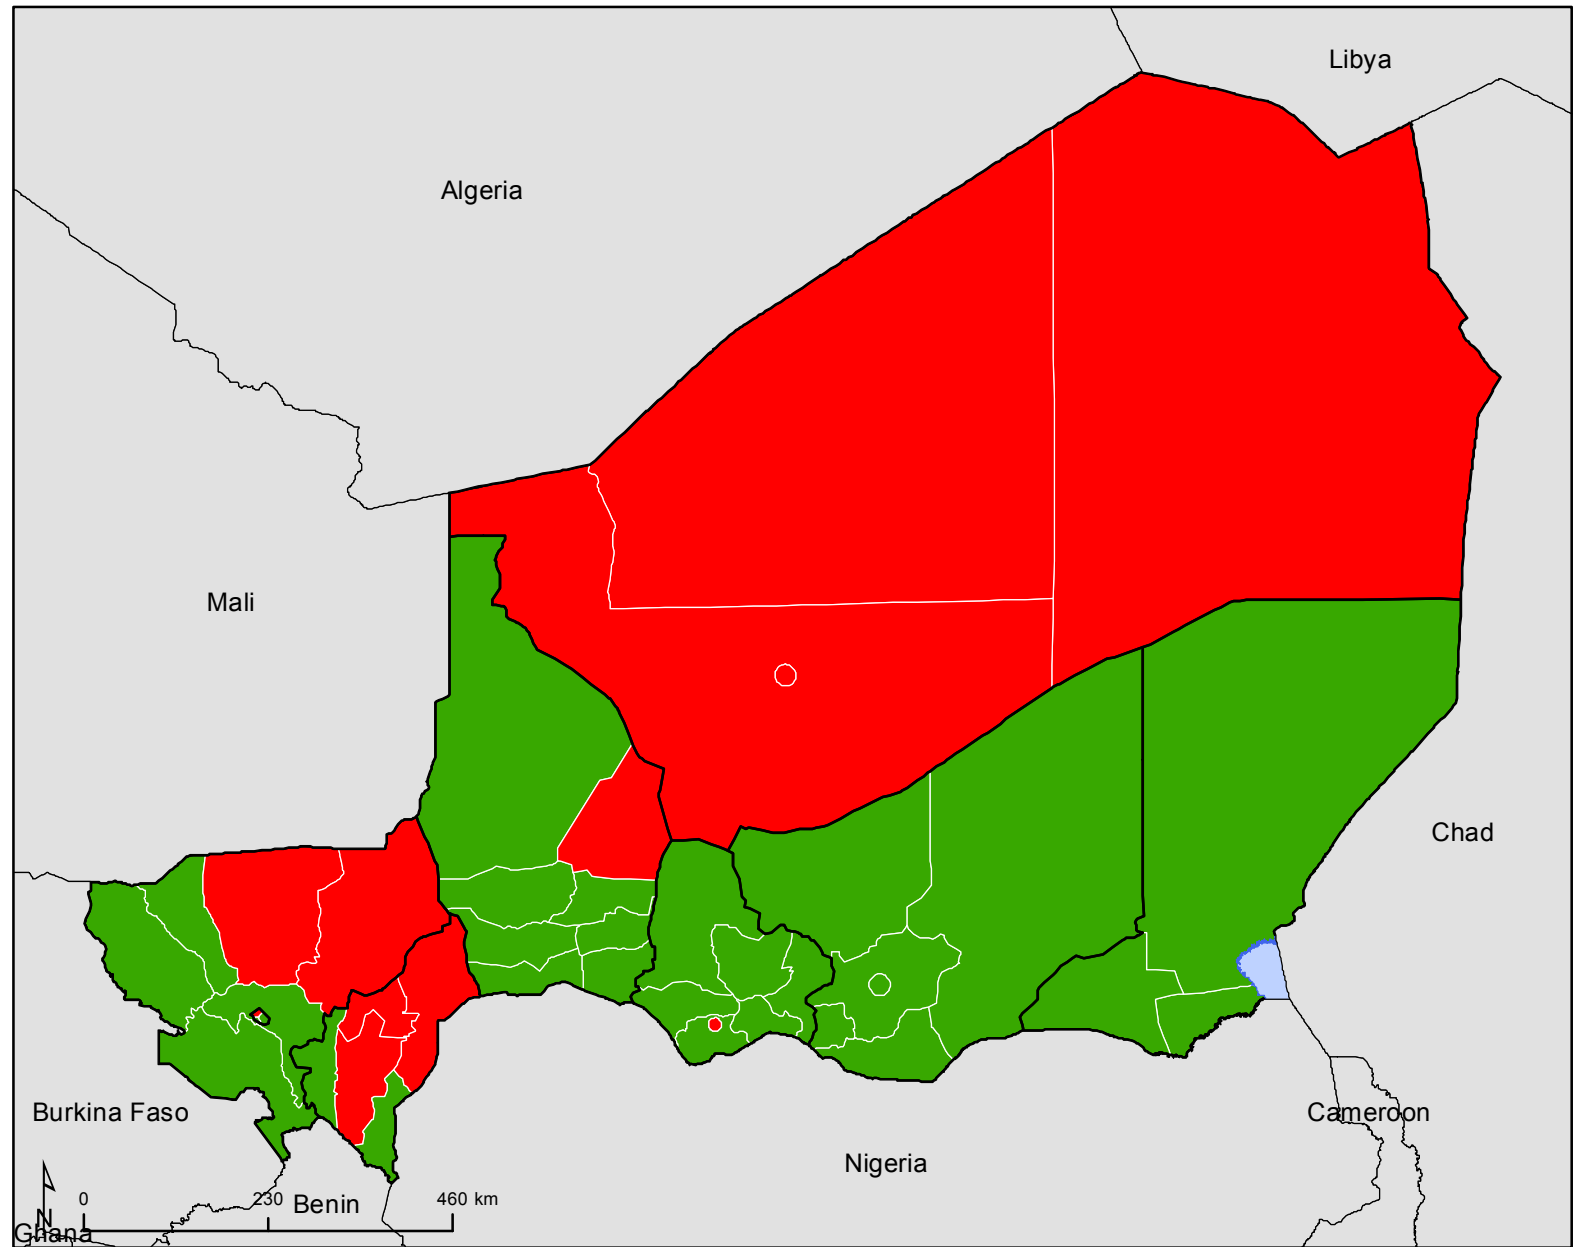 Libya
Algeria
Mali
Chad
Burkina Faso
Cameroon
Nigeria
0 230 460 km
Benin
N
Ghana